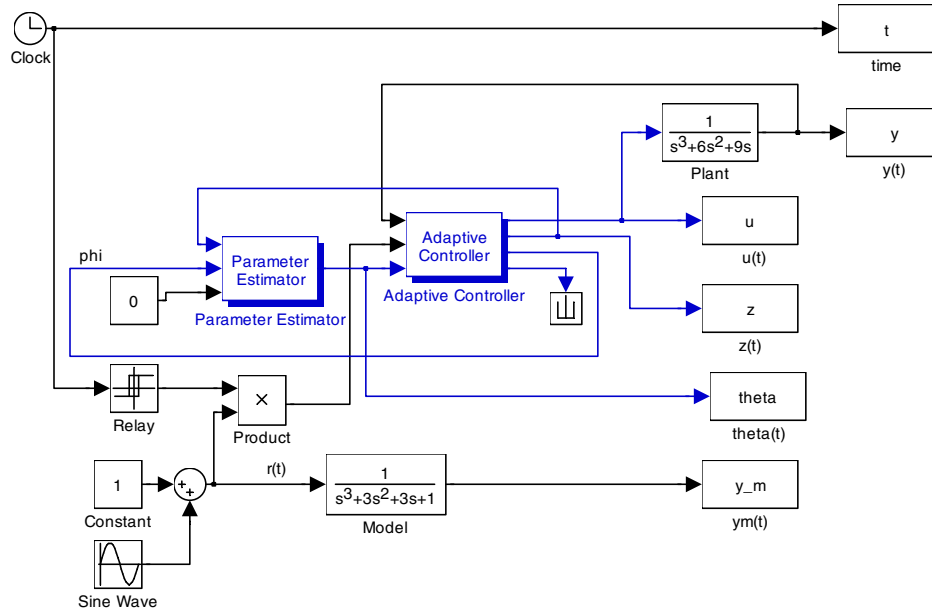 t
Clock
time
1
s³+6s²+9s
Plant
y
y(t)
u
u(t)
Adaptive
Controller
Adaptive Controller
phi
Parameter
Estimator
Parameter Estimator
0
z
z(t)
Relay
×
Product
theta
theta(t)
1
Constant
++
r(t)
1
s³+3s²+3s+1
Model
y_m
ym(t)
Sine Wave